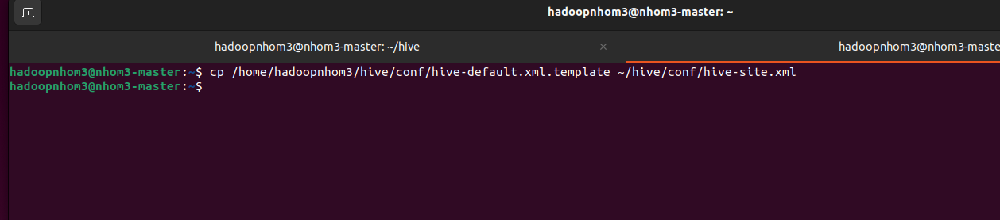 hadoopnhom3@nhom3-master: ~
hadoopnhom3@nhom3-master: ~/hive
hadoopnhom3@nhom3-maste
hadoopnhom3@nhom3-master:~$ cp /home/hadoopnhom3/hive/conf/hive-default.xml.template ~/hive/conf/hive-site.xml
hadoopnhom3@nhom3-master:~$